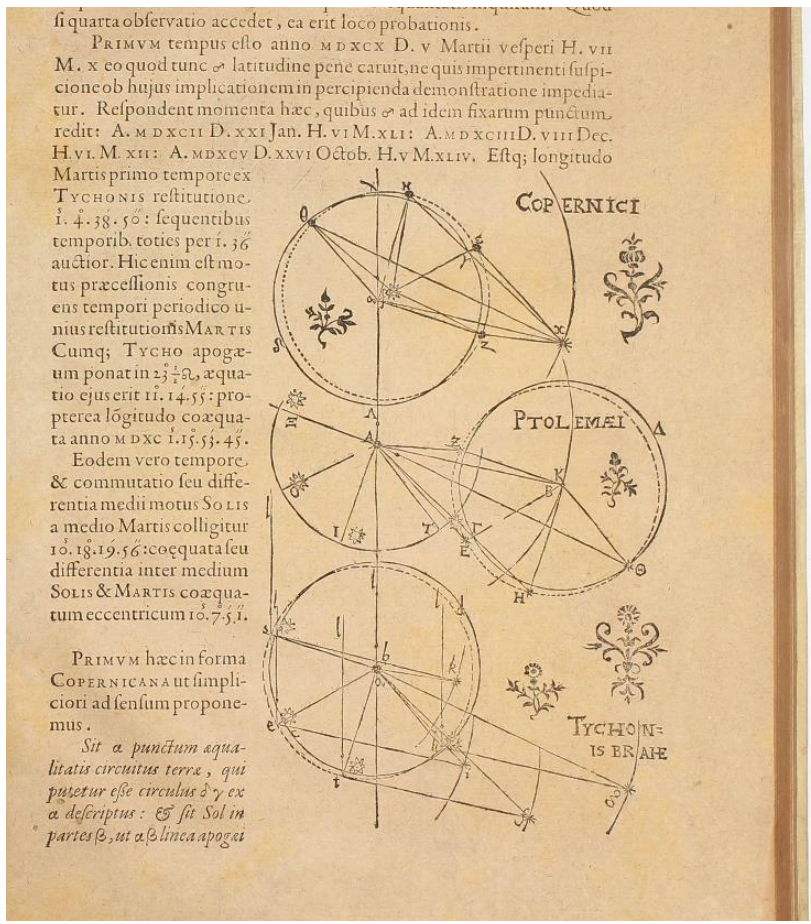 si quarta observatio accedet, ea erit loco probationis.
PRIMVM tempus esto anno MDXCX D. V Martii vesperi H. VII
M. X eo quod tunc ♂ latitudine pene caruit, ne quis impertinenti suspi-
cione ob hujus implicationem in percipienda demonstratione impedia-
tur. Respondent momenta hæc, quibus ♂ ad idem fixarum punctum
redit: A. MDXCII D. XXI Jan. H. VI M. XLI: A. MDXCIII D. VIII Dec.
H. VI. M. XII: A. MDXCV D. XXVI Octob. H. V M. XLIV. Estq; longitudo
Martis primo tempore ex
TYCHONIS restitutione
1. 4. 38. 50: sequentibus
temporib. toties per 1. 36
auctior. Hic enim est mo-
tus præcessionis congru-
ens tempori periodico u-
nius restitutionis MARTIS
Cumq; TYCHO apogæ-
um ponat in 23 ½ ♌, æqua-
tio ejus erit 11. 14. 55: pro-
pterea lõgitudo coæqua-
ta anno MDXC 1. 15. 53. 45.
Eodem vero tempore
& commutatio seu diffe-
rentia medii motus SOLIS
a medio Martis colligitur
10. 18. 19. 56: coęquata seu
differentia inter medium
SOLIS & MARTIS coæqua-
tum eccentricum 10. 7. 51.
PRIMVM hæc in forma
COPERNICANA ut simpli-
ciori ad sensum propone-
mus.
Sit α punctum æqua-
litatis circuitus terræ, qui
putetur esse circulus δ γ ex
α descriptus: & sit Sol in
partes β, ut α β linea apogæi
COPERNICI
θ
η
ε
γ
ζ
δ
α
β
χ
PTOLEMÆI
Λ
A
Z
Δ
K
B
I
T
Γ
E
H
Θ
TYCHON=
IS BRAHE
l
l
l
s
b
a
k
e
c
t
i